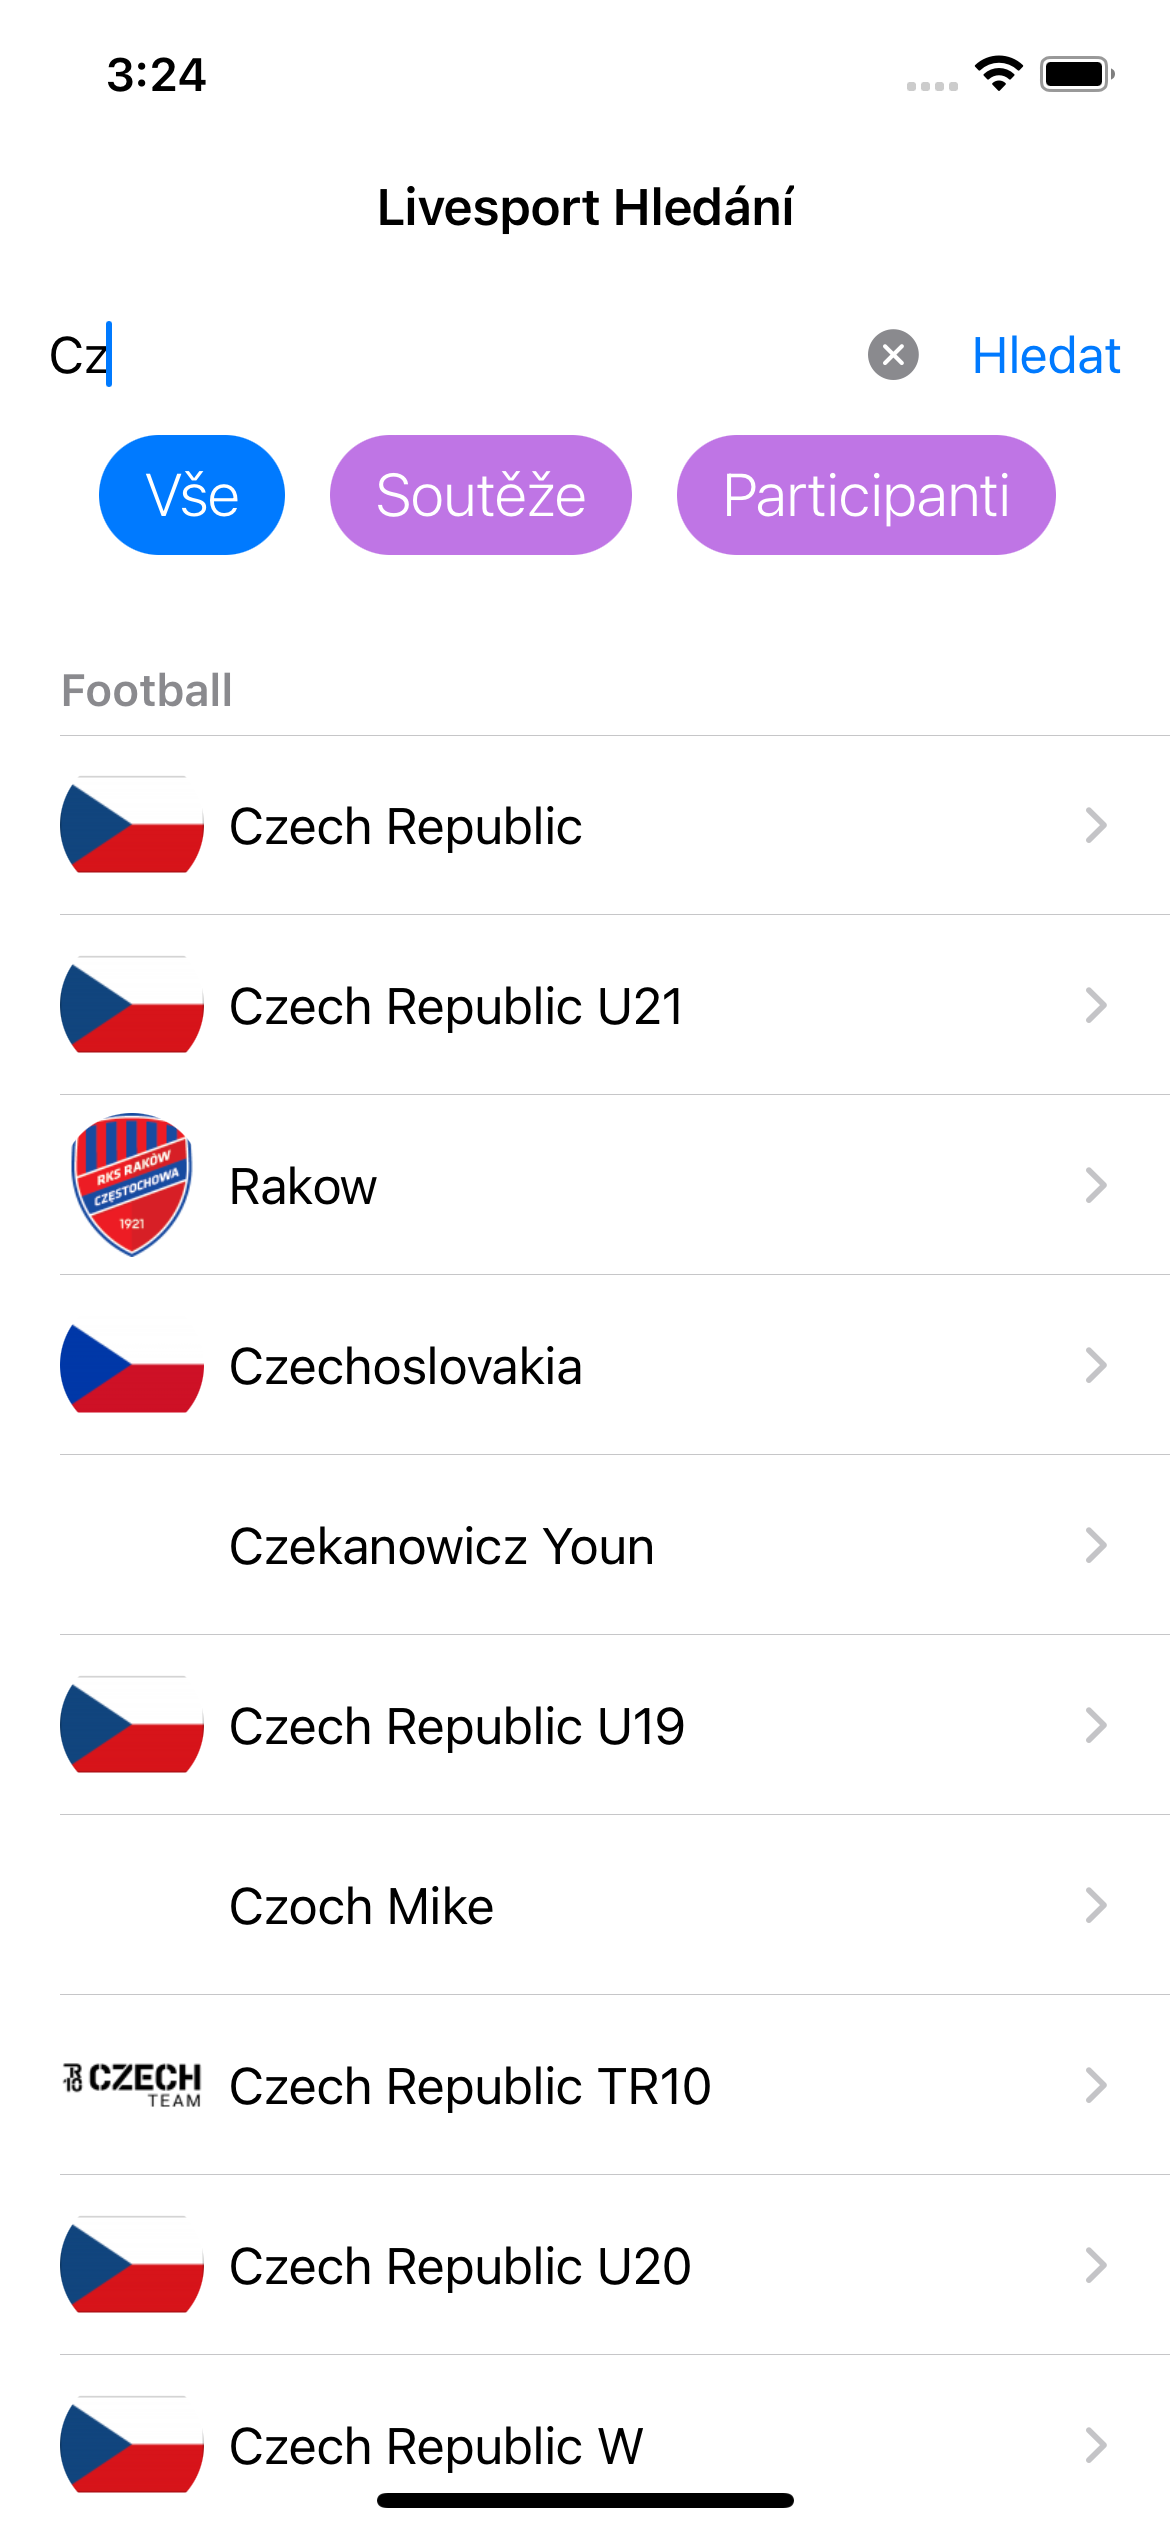 3:24
Livesport Hledání
Cz
Hledat
Vše
Soutěže
Participanti
Football
Czech Republic
Czech Republic U21
RKS RAKÓW
CZĘSTOCHOWA
1921
Rakow
Czechoslovakia
Czekanowicz Youn
Czech Republic U19
Czoch Mike
TR
10
CZECH
TEAM
Czech Republic TR10
Czech Republic U20
Czech Republic W